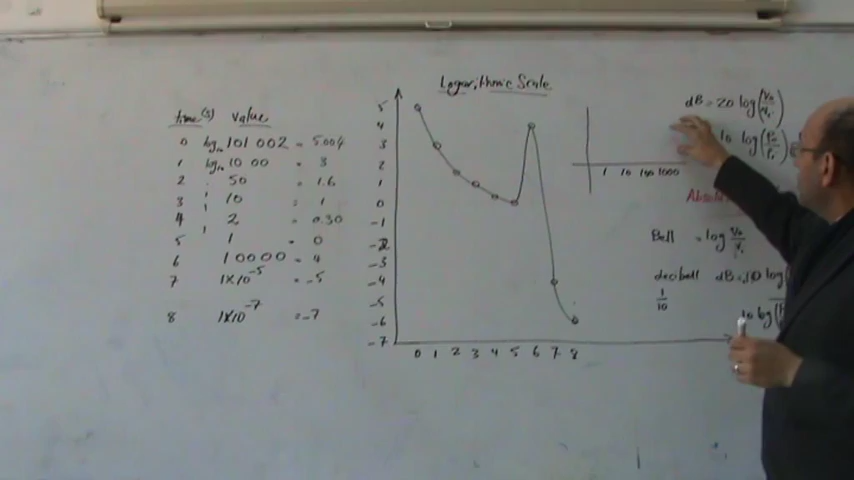 Logarithmic Scale
time(s) value
0 log₁₀ 101 002 = 5.004
1 log₁₀ 10 00 = 3
2 50 = 1.6
3 10 = 1
4 2 = 0.30
5 1 = 0
6 10000 = 4
7 1x10⁻⁵ = -5
8 1x10⁻⁷ = -7
5
4
3
2
1
0
-1
-2
-3
-4
-5
-6
-7
0 1 2 3 4 5 6 7 8
1 10 100 1000
dB = 20 log
10 log
Bell = log
decibell dB = 10 log
1/10
10 log